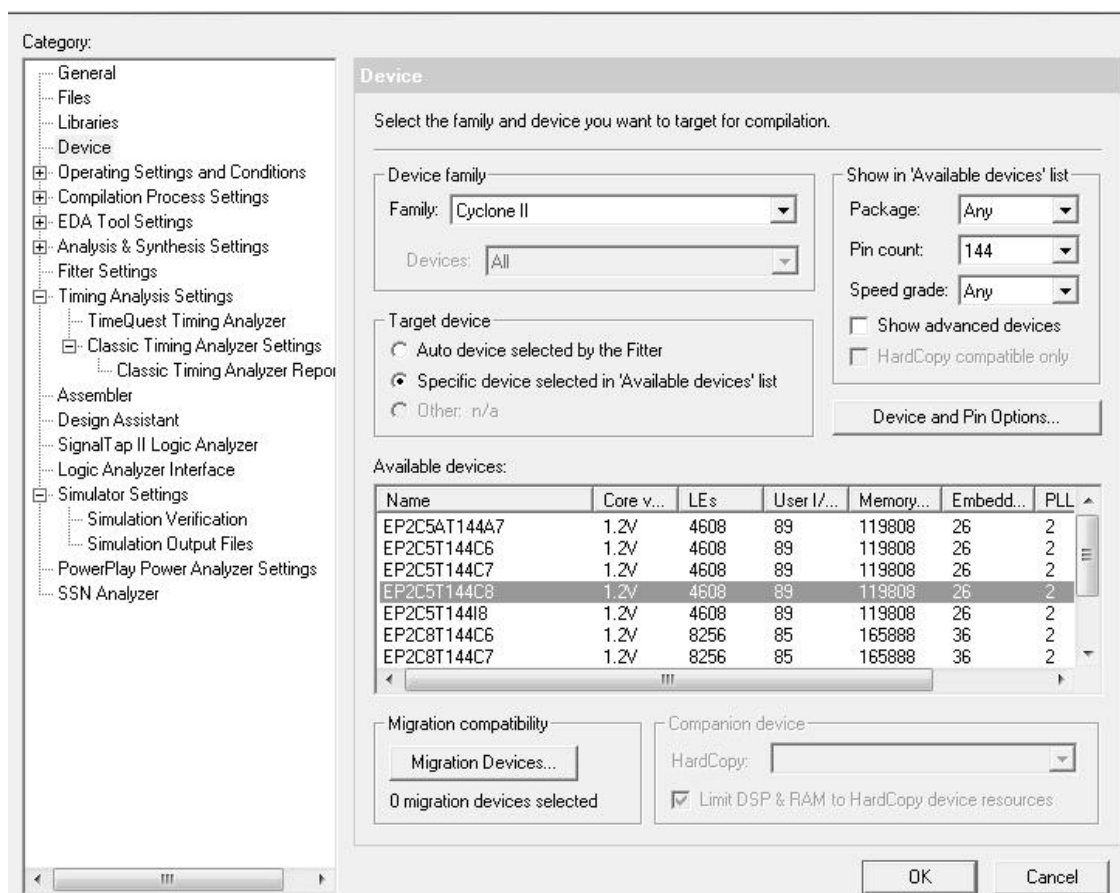 Category:
General
Files
Libraries
Device
Operating Settings and Conditions
Compilation Process Settings
EDA Tool Settings
Analysis & Synthesis Settings
Fitter Settings
Timing Analysis Settings
TimeQuest Timing Analyzer
Classic Timing Analyzer Settings
Classic Timing Analyzer Repor
Assembler
Design Assistant
SignalTap II Logic Analyzer
Logic Analyzer Interface
Simulator Settings
Simulation Verification
Simulation Output Files
PowerPlay Power Analyzer Settings
SSN Analyzer
Device
Select the family and device you want to target for compilation.
Device family
Family: Cyclone II
Devices: All
Target device
Auto device selected by the Fitter
Specific device selected in 'Available devices' list
Other: n/a
Show in 'Available devices' list
Package: Any
Pin count: 144
Speed grade: Any
Show advanced devices
HardCopy compatible only
Device and Pin Options...
Available devices:
Name Core v... LEs User I/... Memory... Embedd... PLL
EP2C5AT144A7 1.2V 4608 89 119808 26 2
EP2C5T144C6 1.2V 4608 89 119808 26 2
EP2C5T144C7 1.2V 4608 89 119808 26 2
EP2C5T144C8 1.2V 4608 89 119808 26 2
EP2C5T144I8 1.2V 4608 89 119808 26 2
EP2C8T144C6 1.2V 8256 85 165888 36 2
EP2C8T144C7 1.2V 8256 85 165888 36 2
Migration compatibility
Migration Devices...
0 migration devices selected
Companion device
HardCopy:
Limit DSP & RAM to HardCopy device resources
OK Cancel